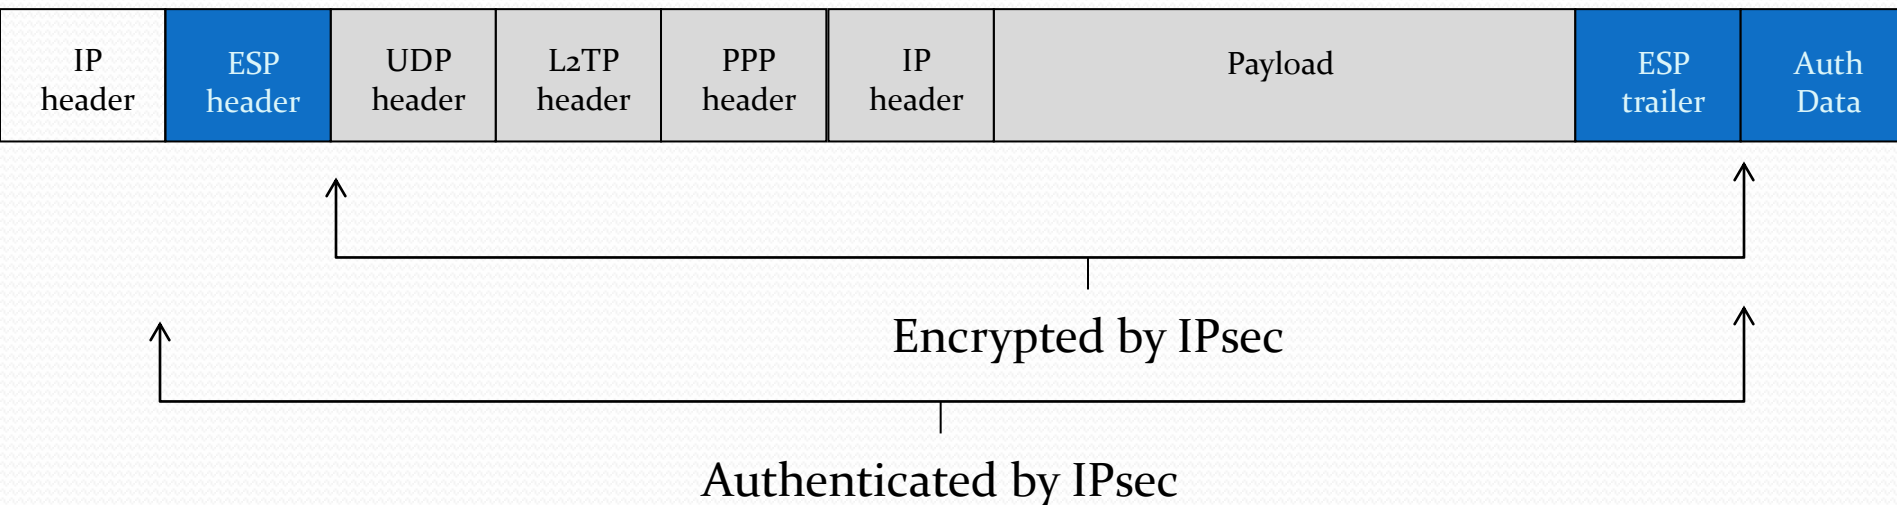 IP
header
ESP
header
UDP
header
L2TP
header
PPP
header
IP
header
Payload
ESP
trailer
Auth
Data
Encrypted by IPsec
Authenticated by IPsec